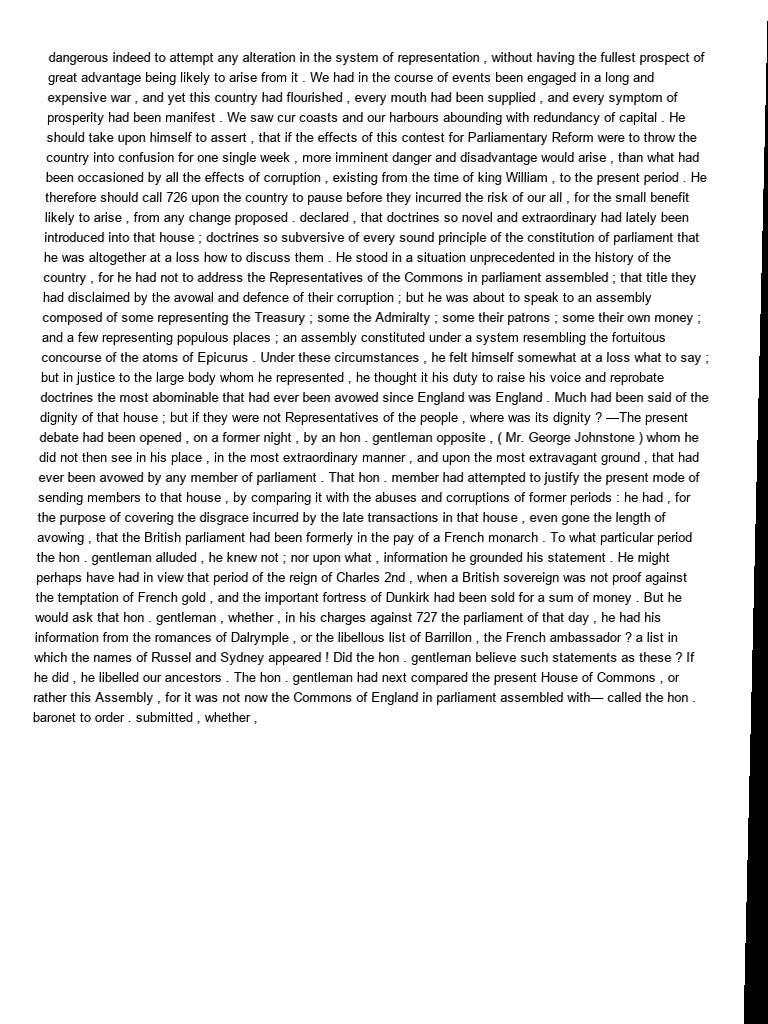 dangerous indeed to attempt any alteration in the system of representation , without having the fullest prospect of
great advantage being likely to arise from it . We had in the course of events been engaged in a long and
expensive war , and yet this country had flourished , every mouth had been supplied , and every symptom of
prosperity had been manifest . We saw cur coasts and our harbours abounding with redundancy of capital . He
should take upon himself to assert , that if the effects of this contest for Parliamentary Reform were to throw the
country into confusion for one single week , more imminent danger and disadvantage would arise , than what had
been occasioned by all the effects of corruption , existing from the time of king William , to the present period . He
therefore should call 726 upon the country to pause before they incurred the risk of our all , for the small benefit
likely to arise , from any change proposed . declared , that doctrines so novel and extraordinary had lately been
introduced into that house ; doctrines so subversive of every sound principle of the constitution of parliament that
he was altogether at a loss how to discuss them . He stood in a situation unprecedented in the history of the
country , for he had not to address the Representatives of the Commons in parliament assembled ; that title they
had disclaimed by the avowal and defence of their corruption ; but he was about to speak to an assembly
composed of some representing the Treasury ; some the Admiralty ; some their patrons ; some their own money ;
and a few representing populous places ; an assembly constituted under a system resembling the fortuitous
concourse of the atoms of Epicurus . Under these circumstances , he felt himself somewhat at a loss what to say ;
but in justice to the large body whom he represented , he thought it his duty to raise his voice and reprobate
doctrines the most abominable that had ever been avowed since England was England . Much had been said of the
dignity of that house ; but if they were not Representatives of the people , where was its dignity ? —The present
debate had been opened , on a former night , by an hon . gentleman opposite , ( Mr. George Johnstone ) whom he
did not then see in his place , in the most extraordinary manner , and upon the most extravagant ground , that had
ever been avowed by any member of parliament . That hon . member had attempted to justify the present mode of
sending members to that house , by comparing it with the abuses and corruptions of former periods : he had , for
the purpose of covering the disgrace incurred by the late transactions in that house , even gone the length of
avowing , that the British parliament had been formerly in the pay of a French monarch . To what particular period
the hon . gentleman alluded , he knew not ; nor upon what , information he grounded his statement . He might
perhaps have had in view that period of the reign of Charles 2nd , when a British sovereign was not proof against
the temptation of French gold , and the important fortress of Dunkirk had been sold for a sum of money . But he
would ask that hon . gentleman , whether , in his charges against 727 the parliament of that day , he had his
information from the romances of Dalrymple , or the libellous list of Barrillon , the French ambassador ? a list in
which the names of Russel and Sydney appeared ! Did the hon . gentleman believe such statements as these ? If
he did , he libelled our ancestors . The hon . gentleman had next compared the present House of Commons , or
rather this Assembly , for it was not now the Commons of England in parliament assembled with— called the hon .
baronet to order . submitted , whether ,